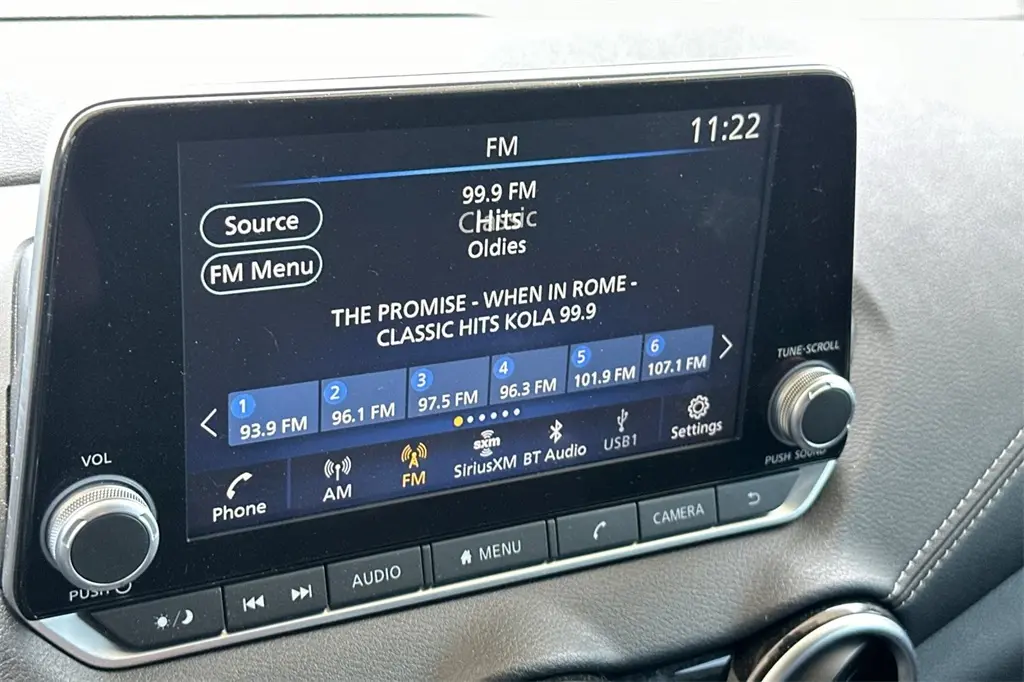 FM
11:22
99.9 FM
Classic
Hits
Oldies
Source
FM Menu
THE PROMISE - WHEN IN ROME -
CLASSIC HITS KOLA 99.9
1 93.9 FM
2 96.1 FM
3 97.5 FM
4 96.3 FM
5 101.9 FM
6 107.1 FM
Phone
AM
FM
sxm
SiriusXM
BT Audio
USB1
Settings
VOL
PUSH
TUNE·SCROLL
PUSH SOUND
AUDIO
MENU
CAMERA